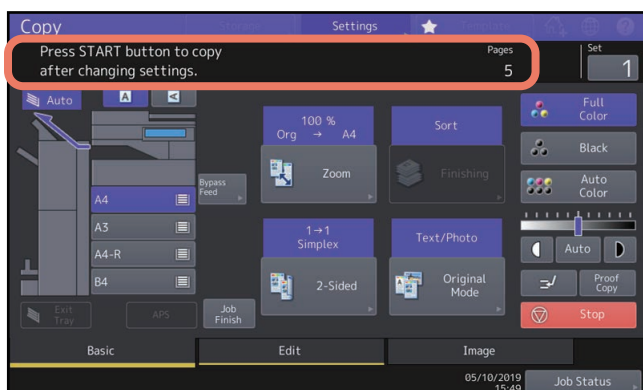 Copy
Storage
Settings
Template
Press START button to copy
after changing settings.
Pages
5
Set
1
Auto
A
A
100 %
Org → A4
Zoom
Sort
Finishing
Full
Color
Black
Auto
Color
A4
A3
A4-R
B4
Bypass
Feed
1→1
Simplex
2-Sided
Text/Photo
Original
Mode
Auto
Proof
Copy
Exit
Tray
APS
Job
Finish
Stop
Basic
Edit
Image
05/10/2019
15:49
Job Status